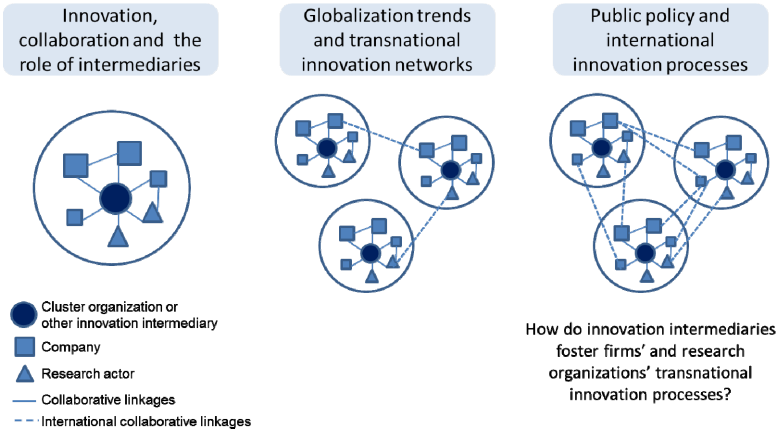 Innovation,
collaboration and the
role of intermediaries
Globalization trends
and transnational
innovation networks
Public policy and
international
innovation processes
Cluster organization or
other innovation intermediary
Company
Research actor
Collaborative linkages
International collaborative linkages
How do innovation intermediaries
foster firms’ and research
organizations’ transnational
innovation processes?